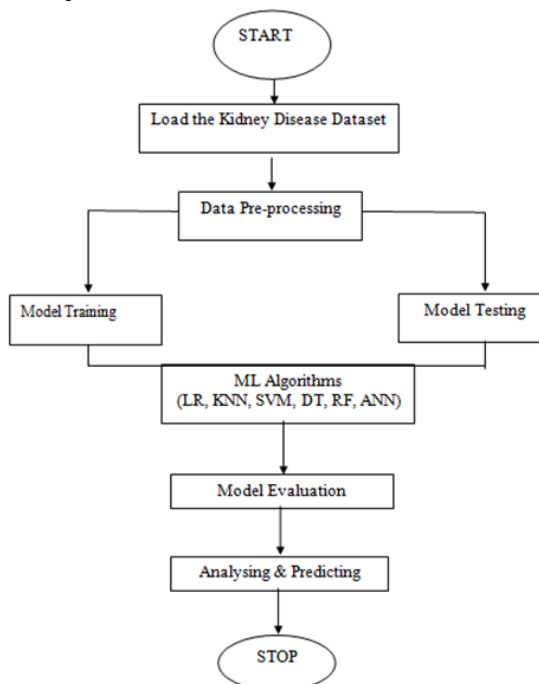 START
Load the Kidney Disease Dataset
Data Pre-processing
Model Training
Model Testing
ML Algorithms
(LR, KNN, SVM, DT, RF, ANN)
Model Evaluation
Analysing & Predicting
STOP